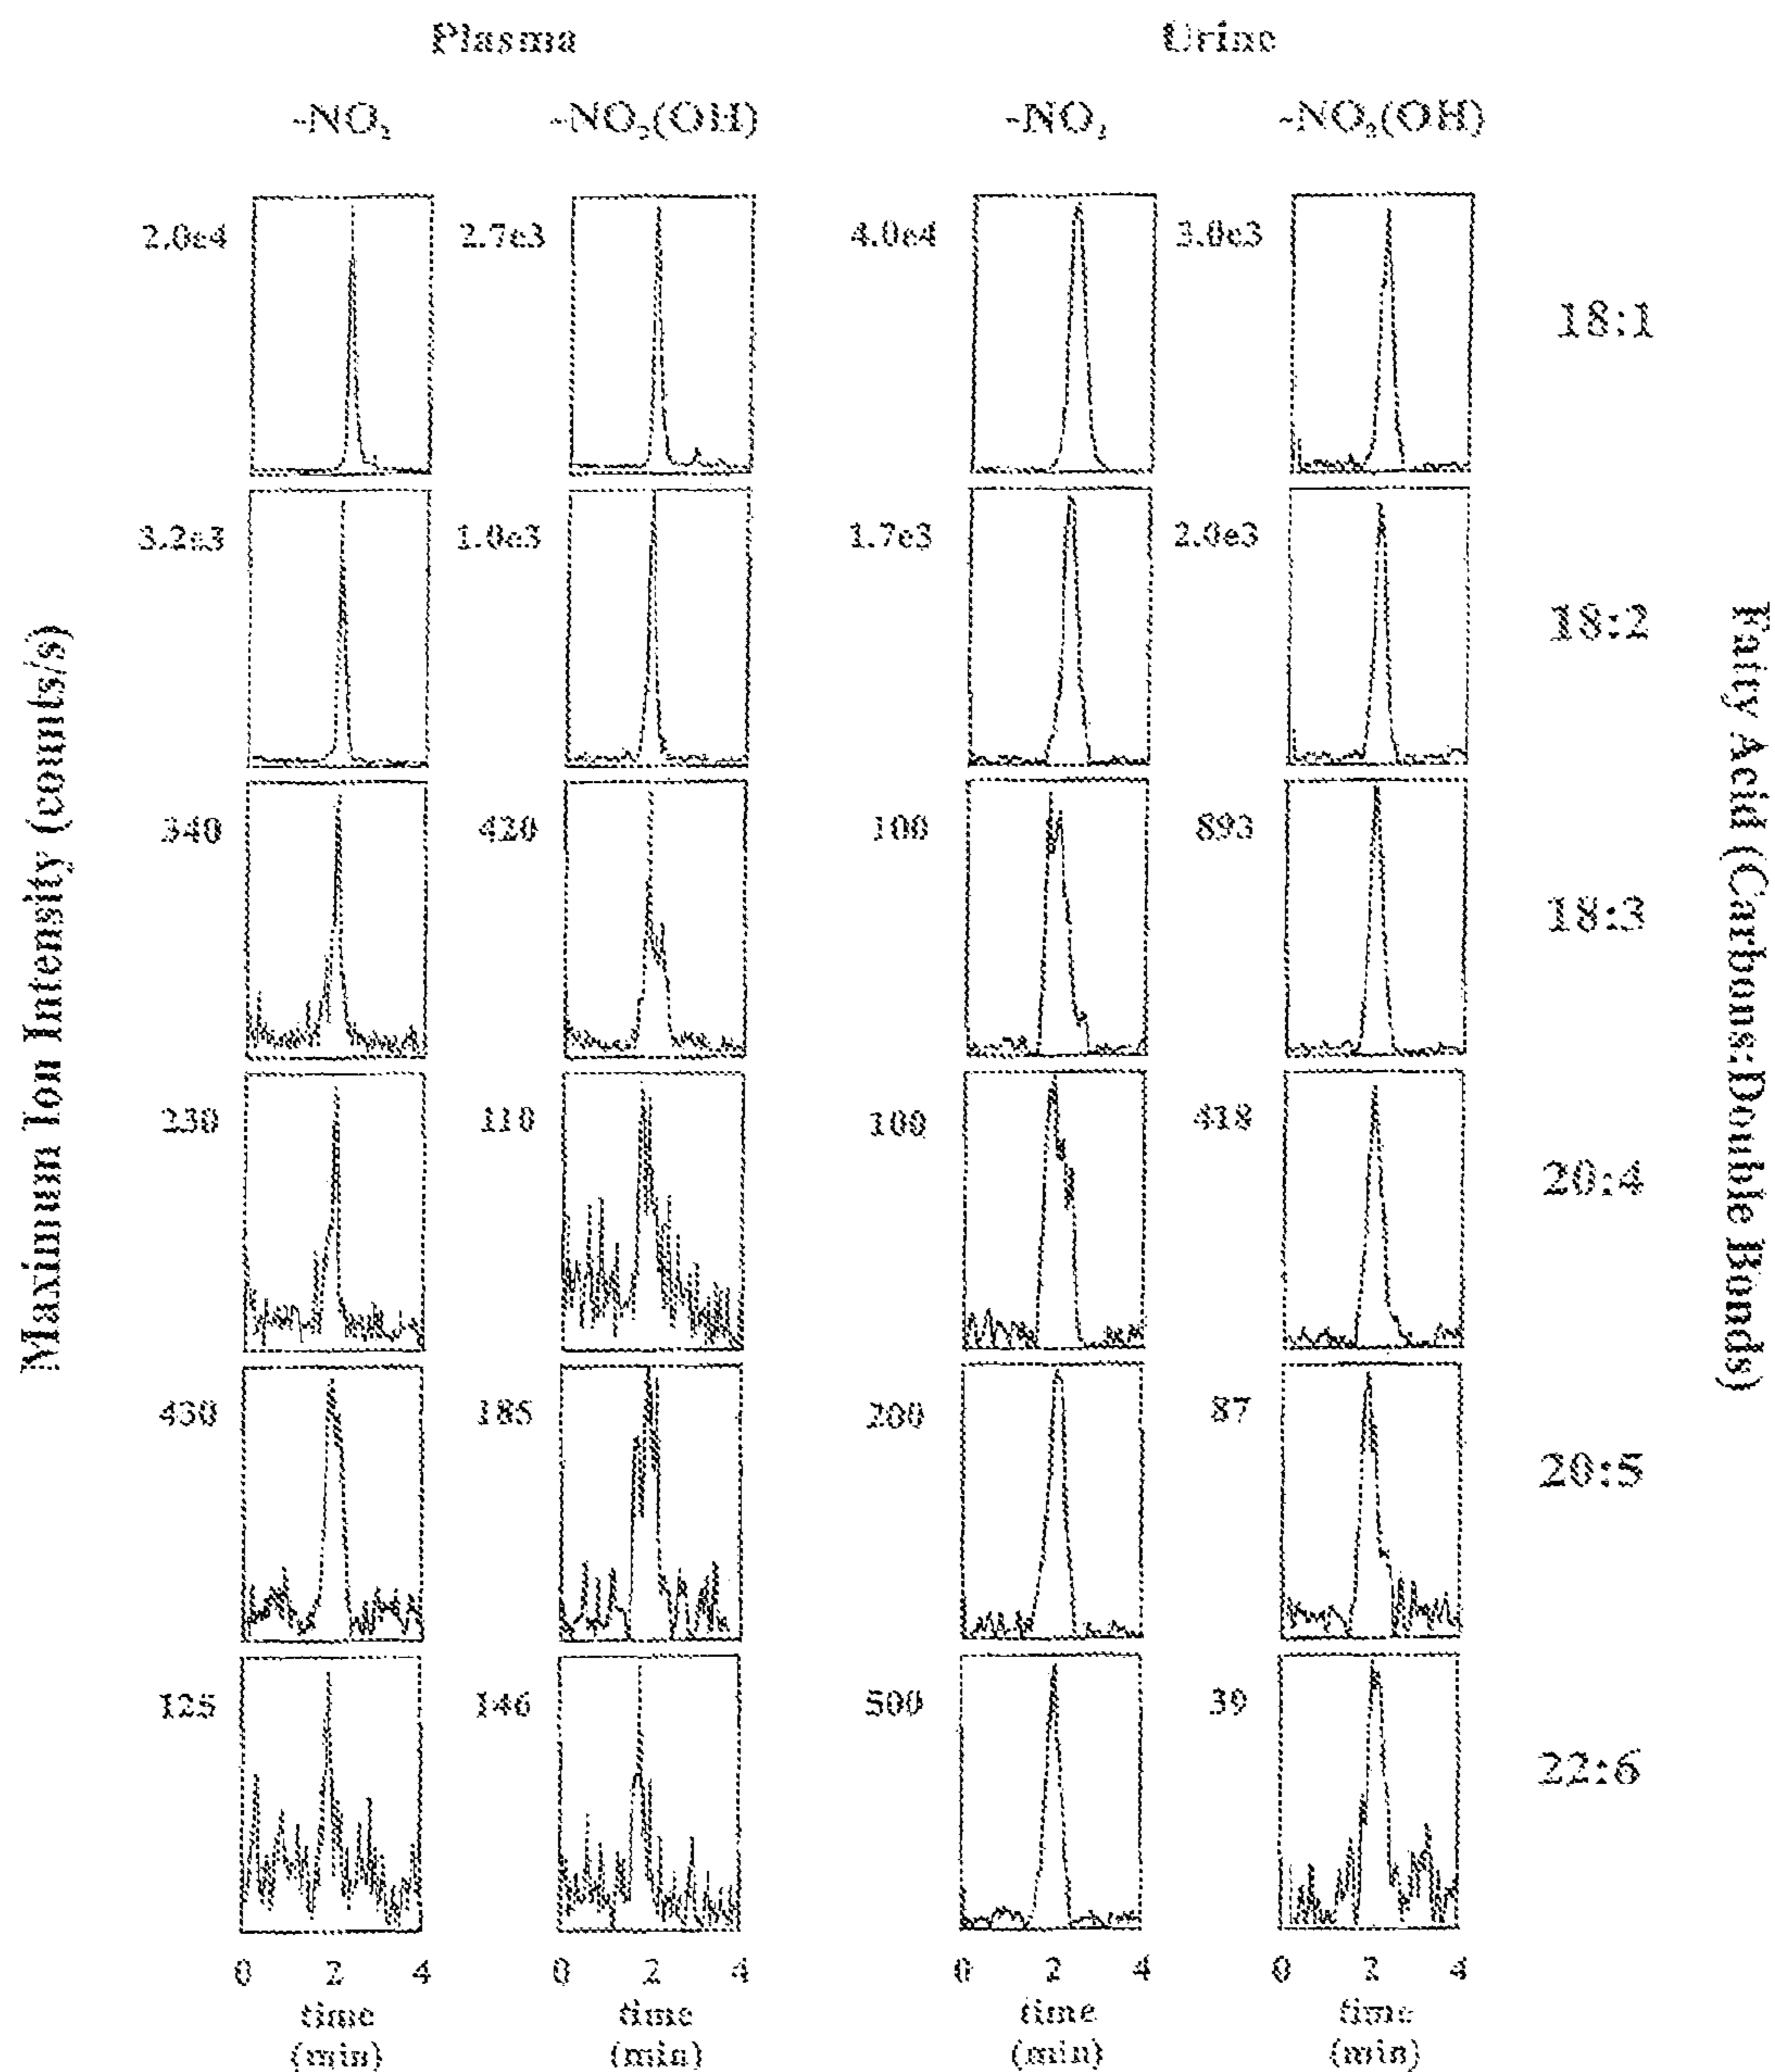 Plasma Urine
-NO₂ -NO₂(OH) -NO₂ -NO₂(OH)
2.0e4 2.7e3 4.0e4 3.0e3 18:1
3.2e3 1.0e3 1.7e3 2.0e3 18:2
340 420 100 893 18:3
230 110 100 418 20:4
430 185 200 87 20:5
125 146 500 39 22:6
0 2 4 0 2 4 0 2 4 0 2 4
time time time time
(min) (min) (min) (min)
Maximum Ion Intensity (counts/s)
Fatty Acid (Carbons:Double Bonds)